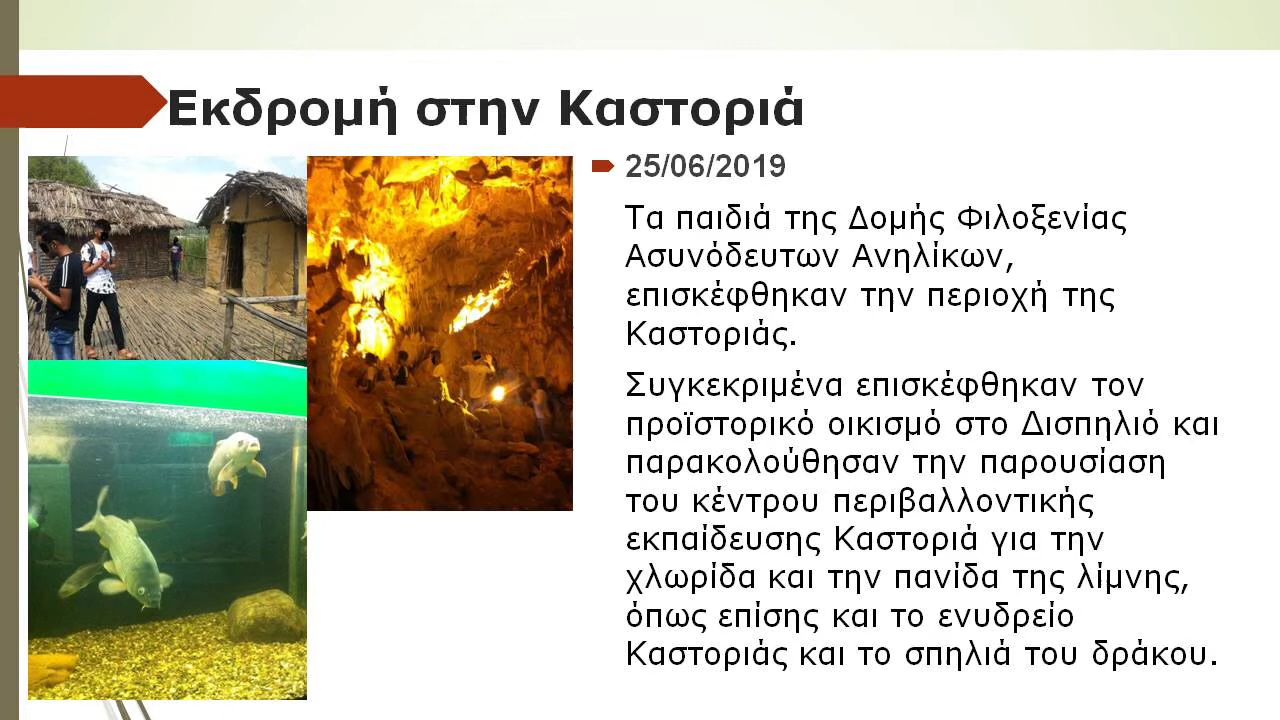 Εκδρομή στην Καστοριά
25/06/2019
Τα παιδιά της Δομής Φιλοξενίας
Ασυνόδευτων Ανηλίκων,
επισκέφθηκαν την περιοχή της
Καστοριάς.
Συγκεκριμένα επισκέφθηκαν τον
προϊστορικό οικισμό στο Δισπηλιό και
παρακολούθησαν την παρουσίαση
του κέντρου περιβαλλοντικής
εκπαίδευσης Καστοριά για την
χλωρίδα και την πανίδα της λίμνης,
όπως επίσης και το ενυδρείο
Καστοριάς και το σπηλιά του δράκου.